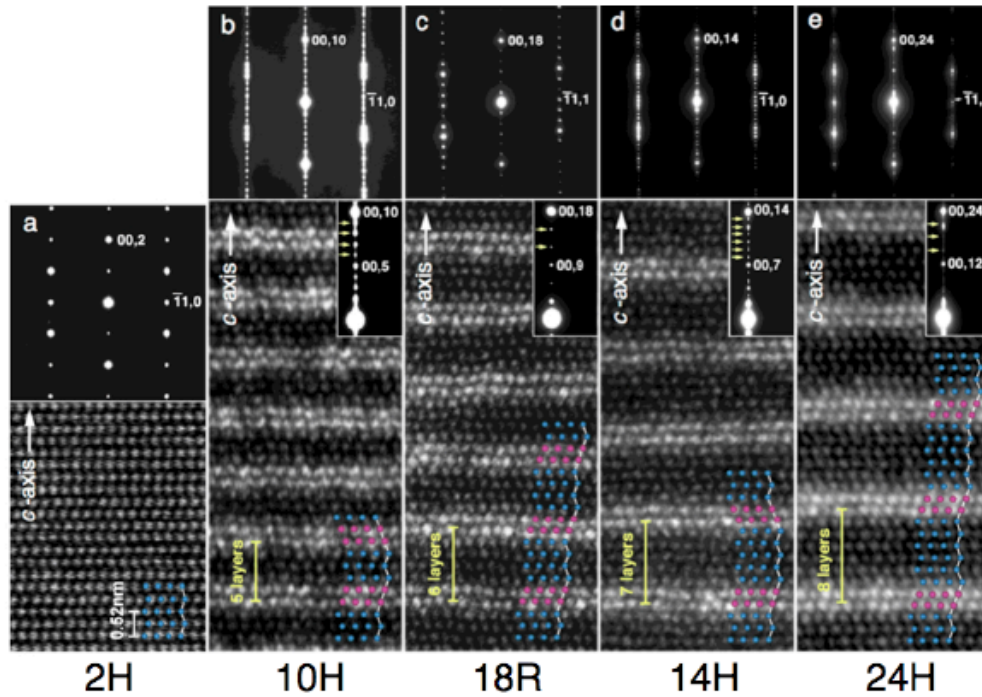 a
00,2
1̅1,0
c-axis
0.52nm
2H
b
00,10
1̅1,0
c-axis
00,10
00,5
5 layers
10H
c
00,18
1̅1,1
c-axis
00,18
00,9
6 layers
18R
d
00,14
1̅1,0
c-axis
00,14
00,7
7 layers
14H
e
00,24
1̅1,
c-axis
00,24
00,12
8 layers
24H